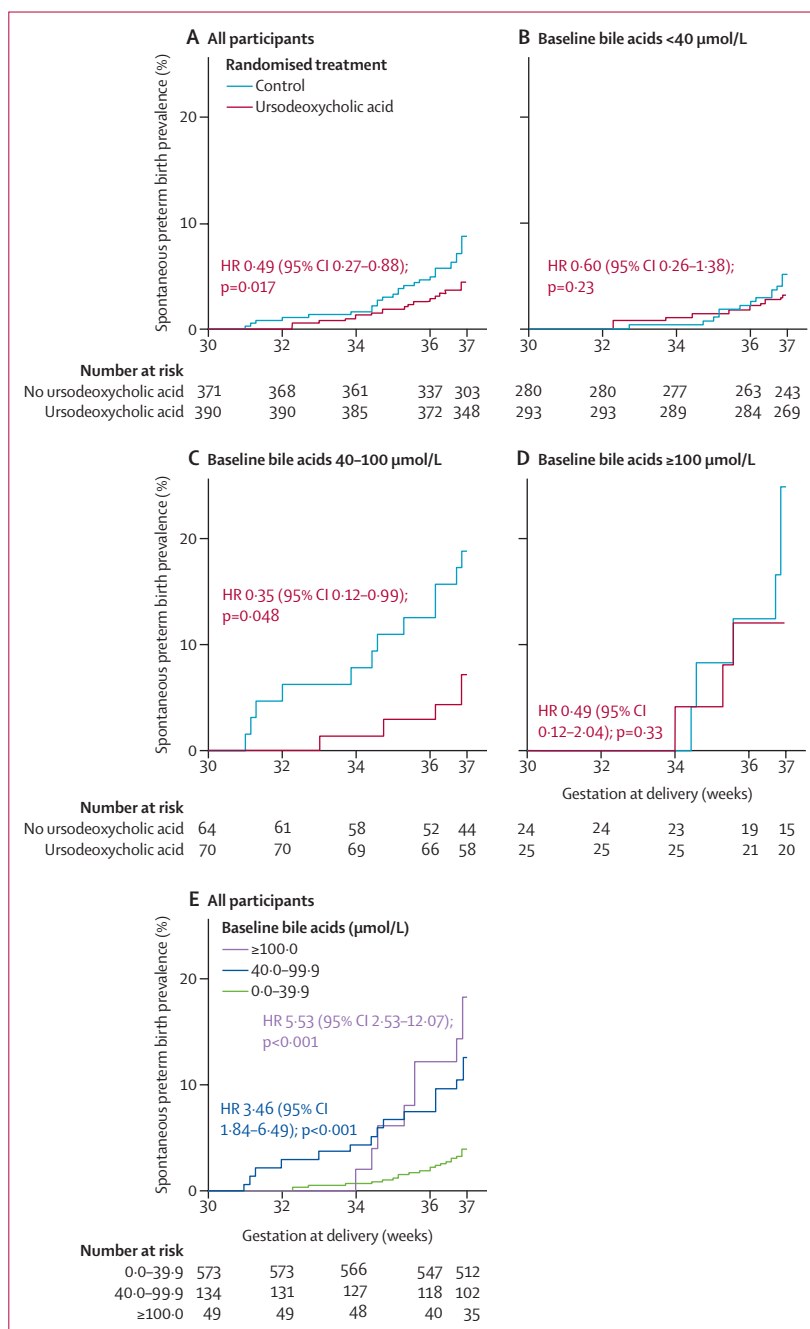 A All participants
Randomised treatment
Control
Ursodeoxycholic acid
Spontaneous preterm birth prevalence (%)
20
10
0
HR 0·49 (95% CI 0·27–0·88);
p=0·017
30 32 34 36 37
B Baseline bile acids <40 μmol/L
HR 0·60 (95% CI 0·26–1·38);
p=0·23
30 32 34 36 37
Number at risk
No ursodeoxycholic acid 371 368 361 337 303 280 280 277 263 243
Ursodeoxycholic acid 390 390 385 372 348 293 293 289 284 269
C Baseline bile acids 40–100 μmol/L
Spontaneous preterm birth prevalence (%)
20
10
0
HR 0·35 (95% CI 0·12–0·99);
p=0·048
30 32 34 36 37
D Baseline bile acids ≥100 μmol/L
HR 0·49 (95% CI
0·12–2·04); p=0·33
30 32 34 36 37
Gestation at delivery (weeks)
Number at risk
No ursodeoxycholic acid 64 61 58 52 44 24 24 23 19 15
Ursodeoxycholic acid 70 70 69 66 58 25 25 25 21 20
E All participants
Baseline bile acids (μmol/L)
≥100·0
40·0–99·9
0·0–39·9
Spontaneous preterm birth prevalence (%)
20
10
0
HR 5·53 (95% CI 2·53–12·07);
p<0·001
HR 3·46 (95% CI
1·84–6·49); p<0·001
30 32 34 36 37
Gestation at delivery (weeks)
Number at risk
0·0–39·9 573 573 566 547 512
40·0–99·9 134 131 127 118 102
≥100·0 49 49 48 40 35